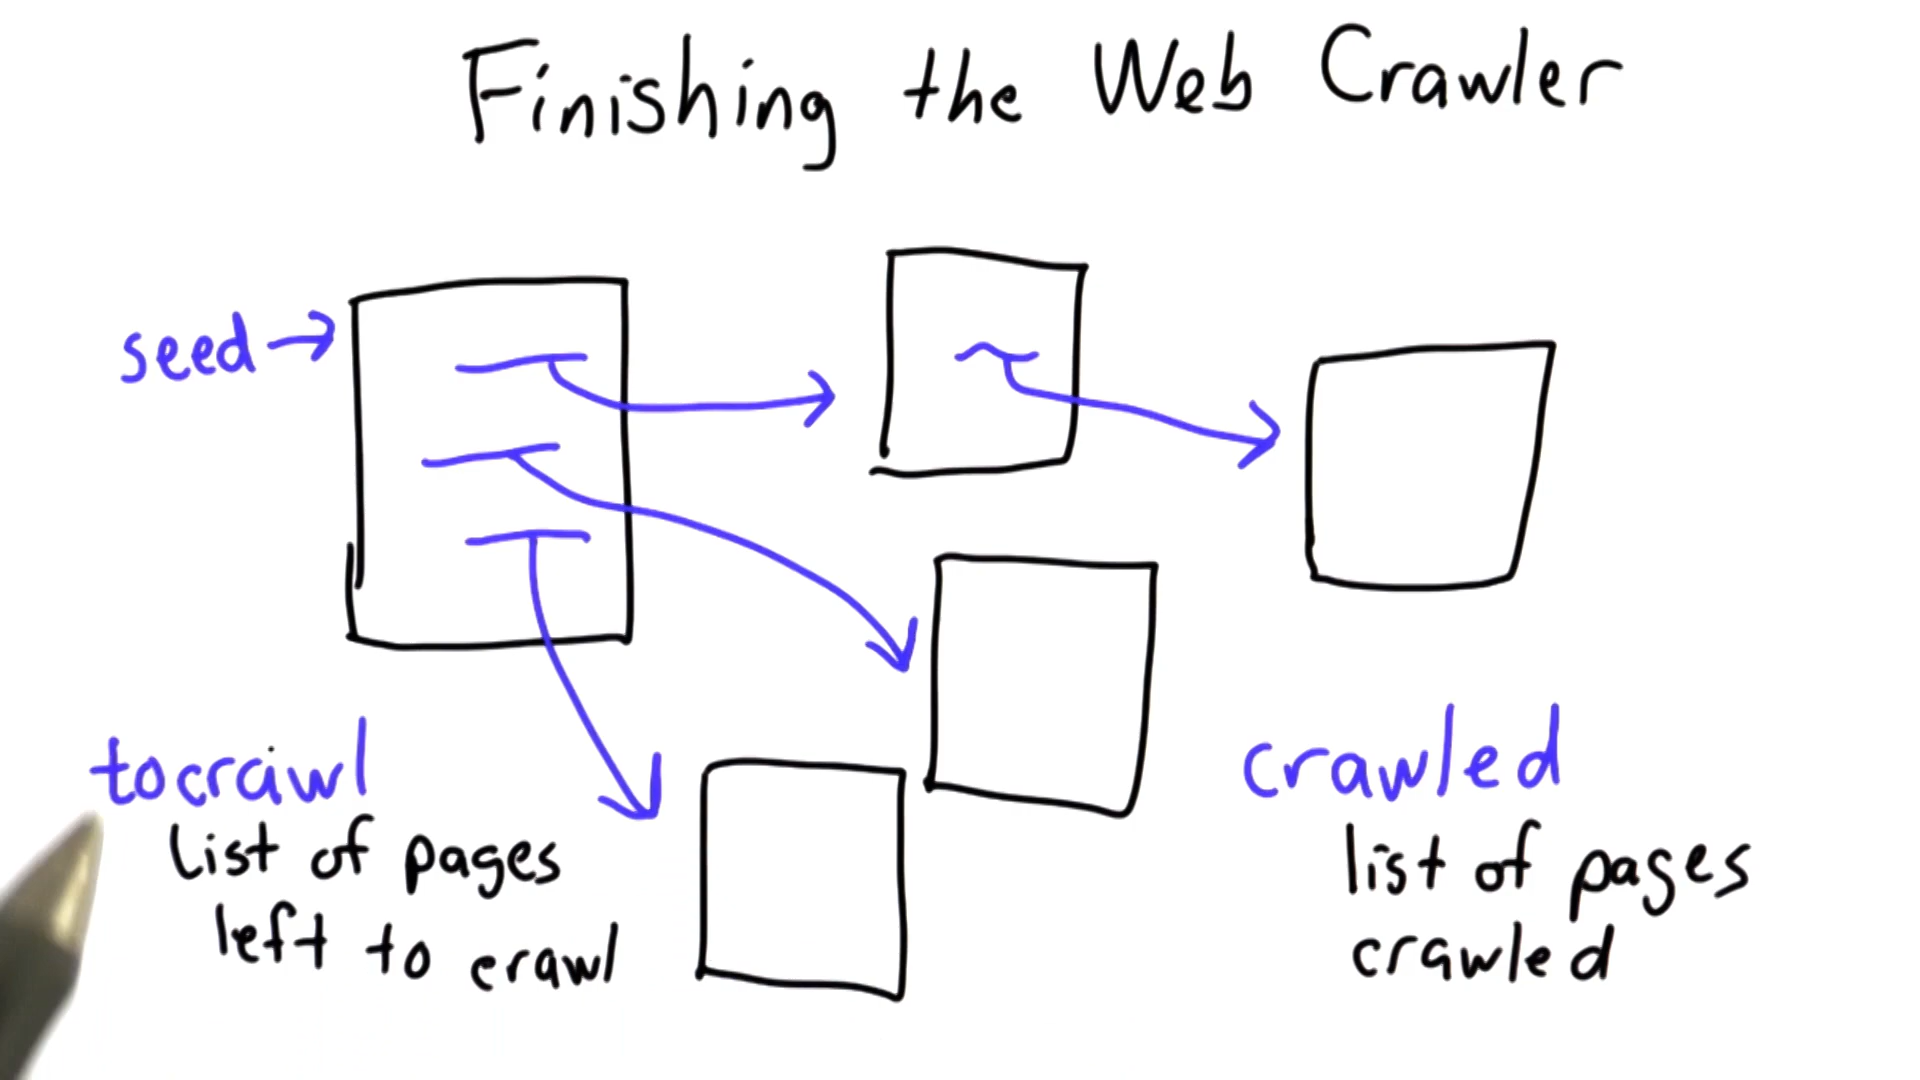 Finishing the Web Crawler
seed →
tocrawl
list of pages
left to crawl
crawled
list of pages
crawled